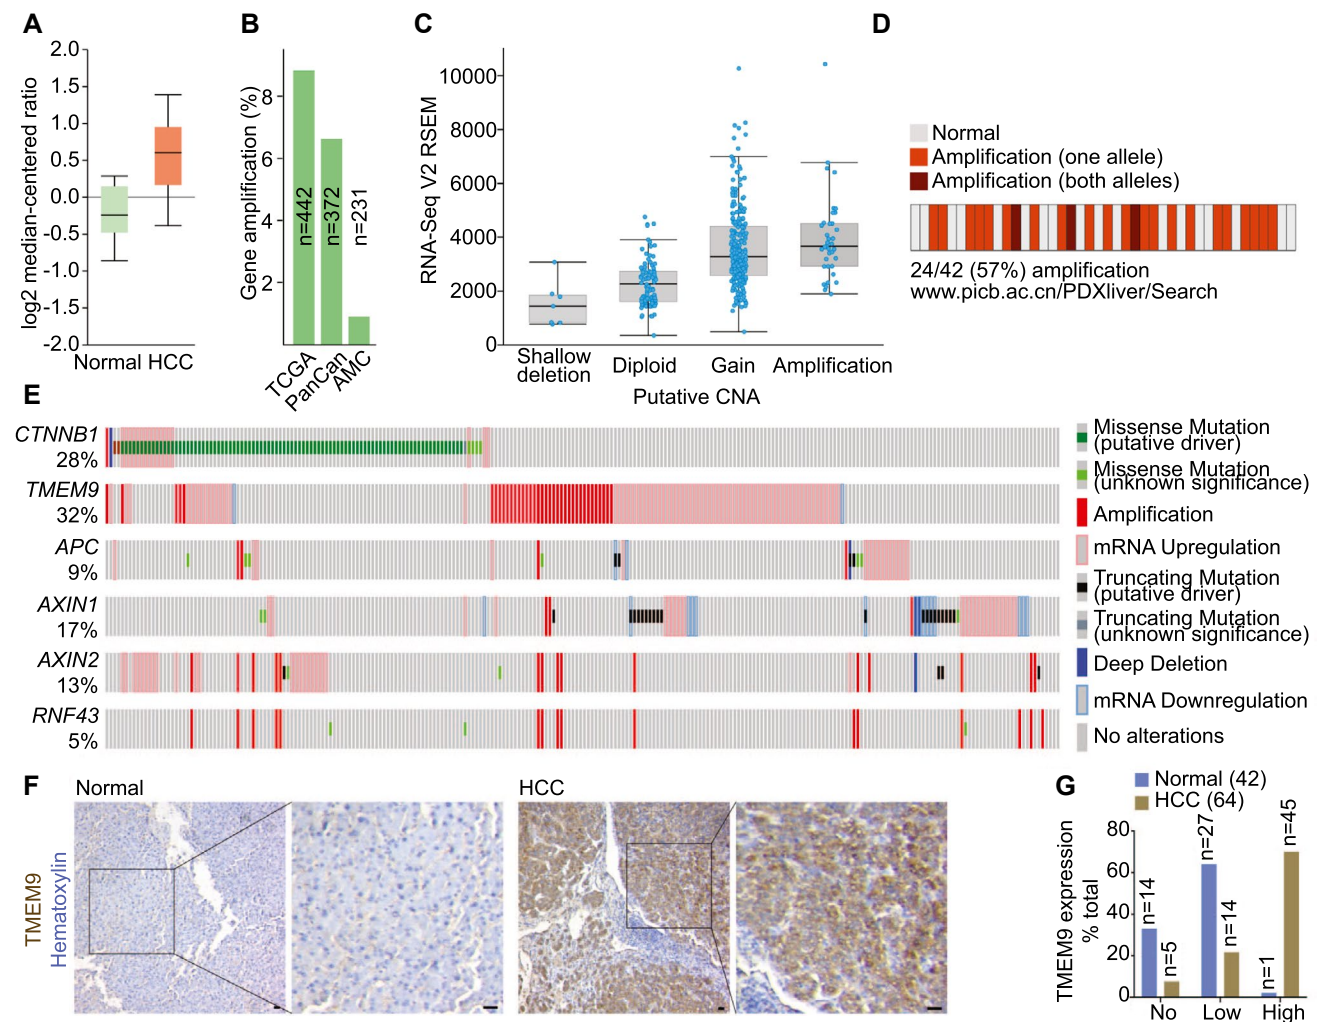 A
2.0
1.5
1.0
0.5
0.0
-0.5
-1.0
-1.5
-2.0
log2 median-centered ratio
Normal HCC
B
Gene amplification (%)
8
6
4
2
n=442
n=372
n=231
TCGA
PanCan
AMC
C
RNA-Seq V2 RSEM
10000
8000
6000
4000
2000
0
Shallow
deletion
Diploid
Gain
Amplification
Putative CNA
D
Normal
Amplification (one allele)
Amplification (both alleles)
24/42 (57%) amplification
www.picb.ac.cn/PDXliver/Search
E
CTNNB1
28%
TMEM9
32%
APC
9%
AXIN1
17%
AXIN2
13%
RNF43
5%
Missense Mutation
(putative driver)
Missense Mutation
(unknown significance)
Amplification
mRNA Upregulation
Truncating Mutation
(putative driver)
Truncating Mutation
(unknown significance)
Deep Deletion
mRNA Downregulation
No alterations
F
Normal
HCC
TMEM9
Hematoxylin
G
Normal (42)
HCC (64)
TMEM9 expression
% total
80
60
40
20
0
n=14
n=5
n=27
n=14
n=1
n=45
No
Low
High